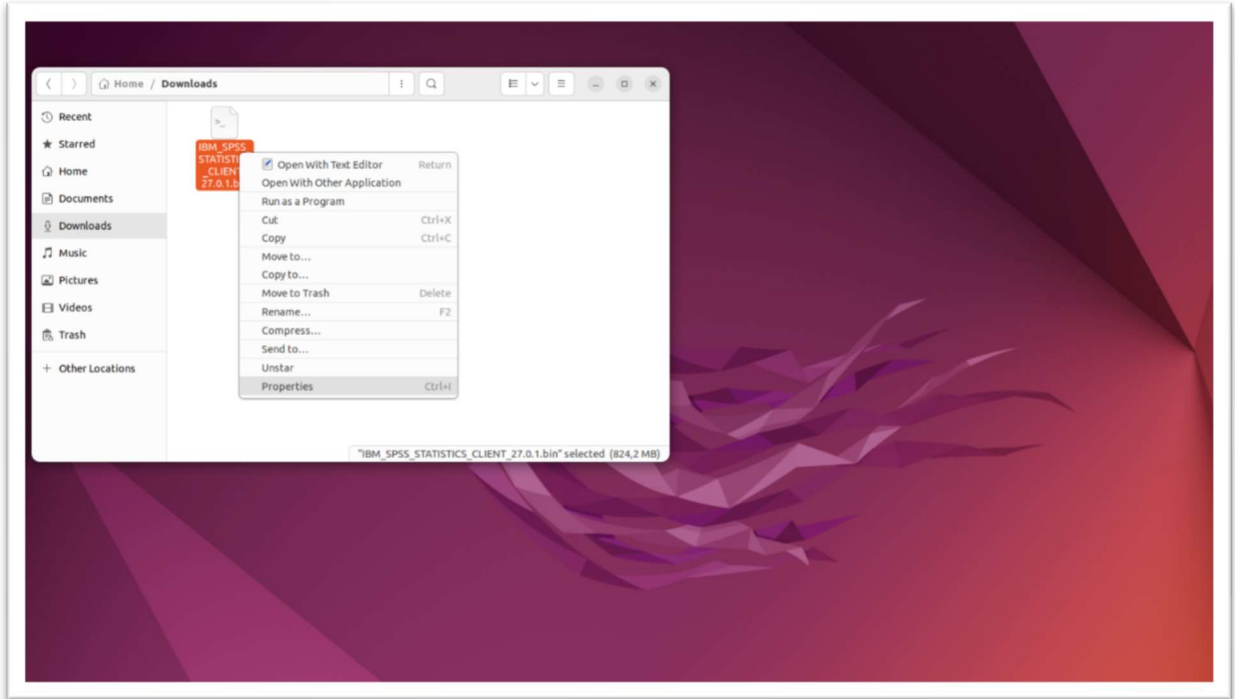 Home / Downloads
Recent
Starred
Home
Documents
Downloads
Music
Pictures
Videos
Trash
+ Other Locations
IBM_SPSS
STATISTI
_CLIENT
27.0.1.b
Open With Text Editor Return
Open With Other Application
Run as a Program
Cut Ctrl+X
Copy Ctrl+C
Move to…
Copy to…
Move to Trash Delete
Rename… F2
Compress…
Send to…
Unstar
Properties Ctrl+I
"IBM_SPSS_STATISTICS_CLIENT_27.0.1.bin" selected (824,2 MB)